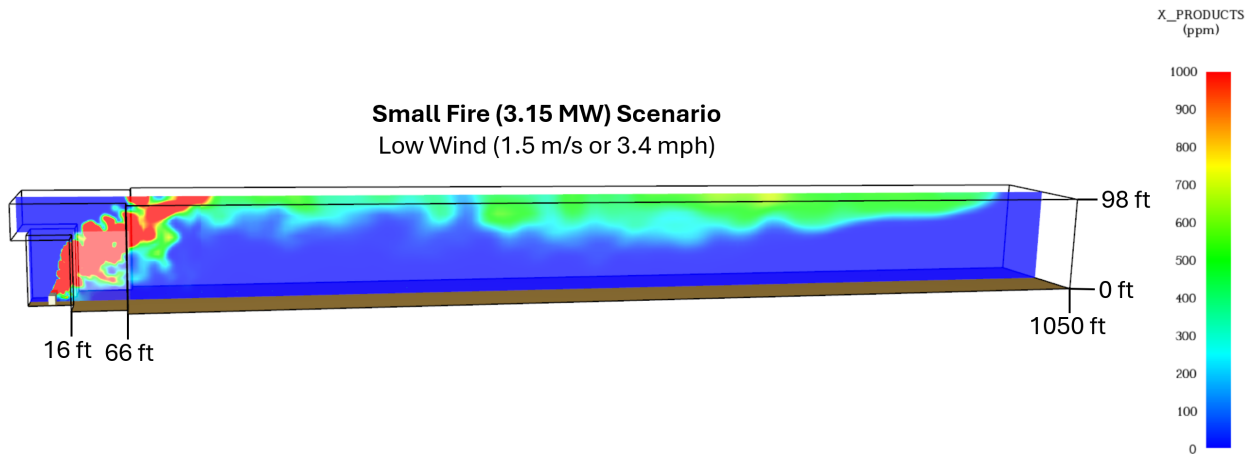 X_PRODUCTS
(ppm)
1000
900
800
700
600
500
400
300
200
100
0
Small Fire (3.15 MW) Scenario
Low Wind (1.5 m/s or 3.4 mph)
98 ft
0 ft
1050 ft
16 ft
66 ft